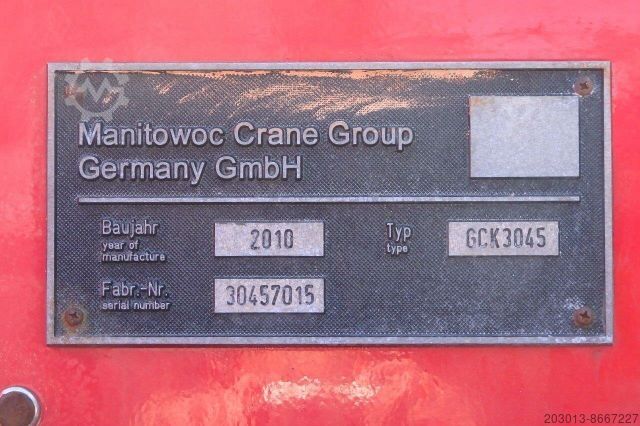 Manitowoc Crane Group
Germany GmbH
Baujahr 2010 Typ GCK3045
year of type
manufacture
Fabr.-Nr. 30457015
serial number
203013-8667227